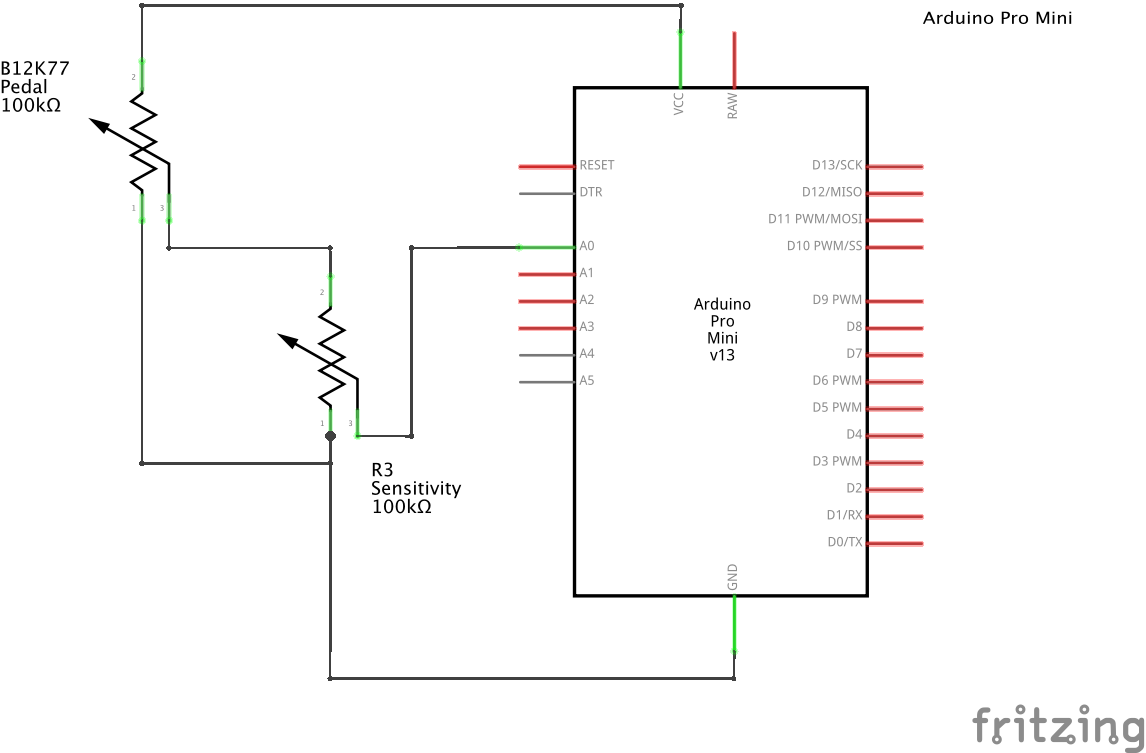 Arduino Pro Mini
B12K77
Pedal
100kΩ
2
1
3
2
1
3
R3
Sensitivity
100kΩ
VCC
RAW
RESET
DTR
A0
A1
A2
A3
A4
A5
Arduino
Pro
Mini
v13
D13/SCK
D12/MISO
D11 PWM/MOSI
D10 PWM/SS
D9 PWM
D8
D7
D6 PWM
D5 PWM
D4
D3 PWM
D2
D1/RX
D0/TX
GND
fritzing